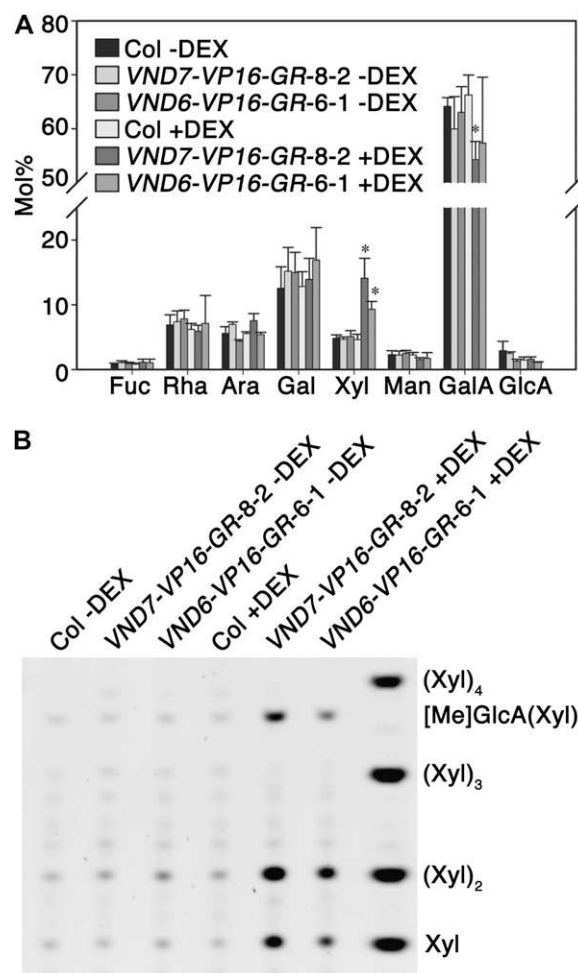 A
80
70
60
50
20
10
0
Mol%
Col -DEX
VND7-VP16-GR-8-2 -DEX
VND6-VP16-GR-6-1 -DEX
Col +DEX
VND7-VP16-GR-8-2 +DEX
VND6-VP16-GR-6-1 +DEX
*
*
*
Fuc Rha Ara Gal Xyl Man GalA GlcA
B
Col -DEX
VND7-VP16-GR-8-2 -DEX
VND6-VP16-GR-6-1 -DEX
Col +DEX
VND7-VP16-GR-8-2 +DEX
VND6-VP16-GR-6-1 +DEX
(Xyl)4
[Me]GlcA(Xyl)
(Xyl)3
(Xyl)2
Xyl